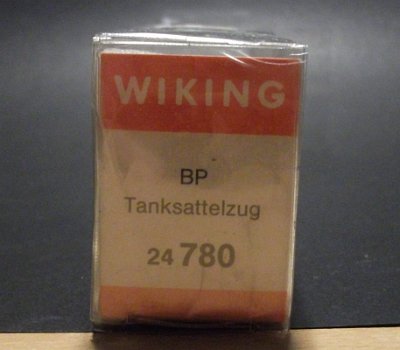 WIKING
BP
Tanksattelzug
24 780